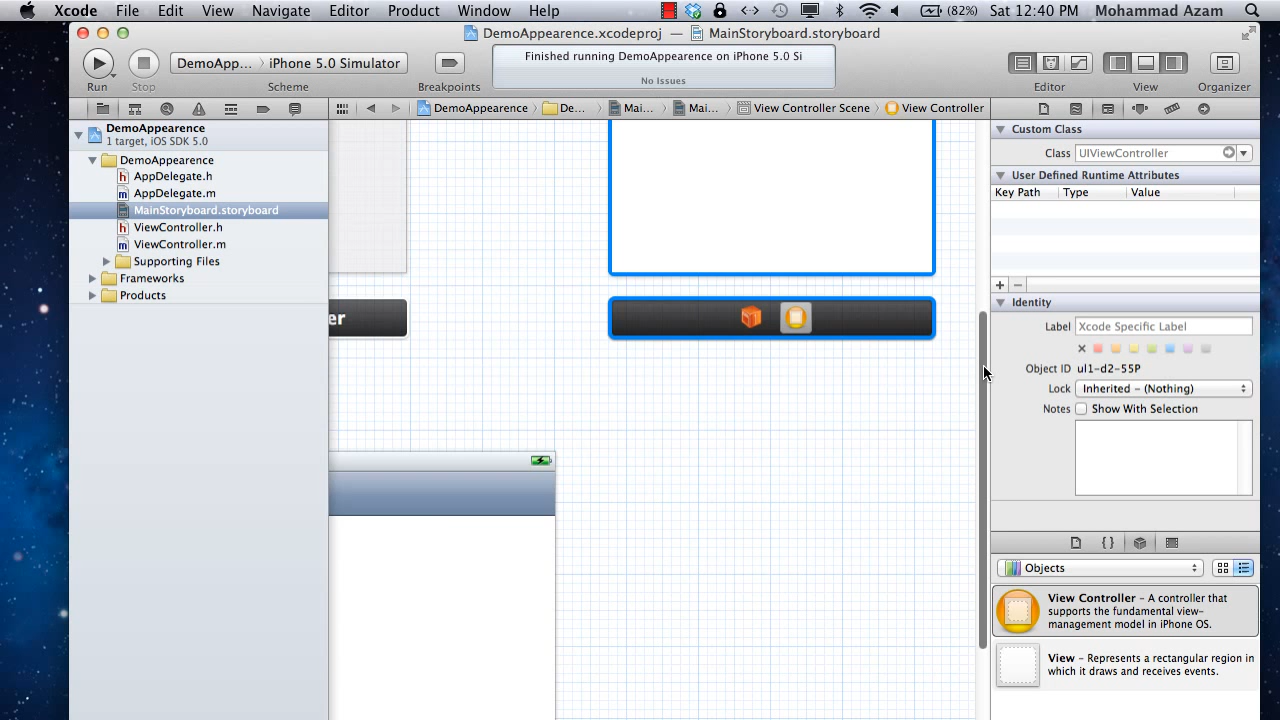 Xcode File Edit View Navigate Editor Product Window Help (82%) Sat 12:40 PM Mohammad Azam
DemoAppearence.xcodeproj — MainStoryboard.storyboard
DemoApp... iPhone 5.0 Simulator
Finished running DemoAppearence on iPhone 5.0 Si
No Issues
Run Stop Scheme Breakpoints Editor View Organizer
DemoAppearence De... Mai... Mai... View Controller Scene View Controller
DemoAppearence
1 target, iOS SDK 5.0
DemoAppearence
h AppDelegate.h
m AppDelegate.m
MainStoryboard.storyboard
h ViewController.h
m ViewController.m
Supporting Files
Frameworks
Products
er
Custom Class
Class UIViewController
User Defined Runtime Attributes
Key Path Type Value
Identity
Label Xcode Specific Label
Object ID ul1-d2-55P
Lock Inherited - (Nothing)
Notes Show With Selection
Objects
View Controller - A controller that
supports the fundamental view-
management model in iPhone OS.
View - Represents a rectangular region in
which it draws and receives events.